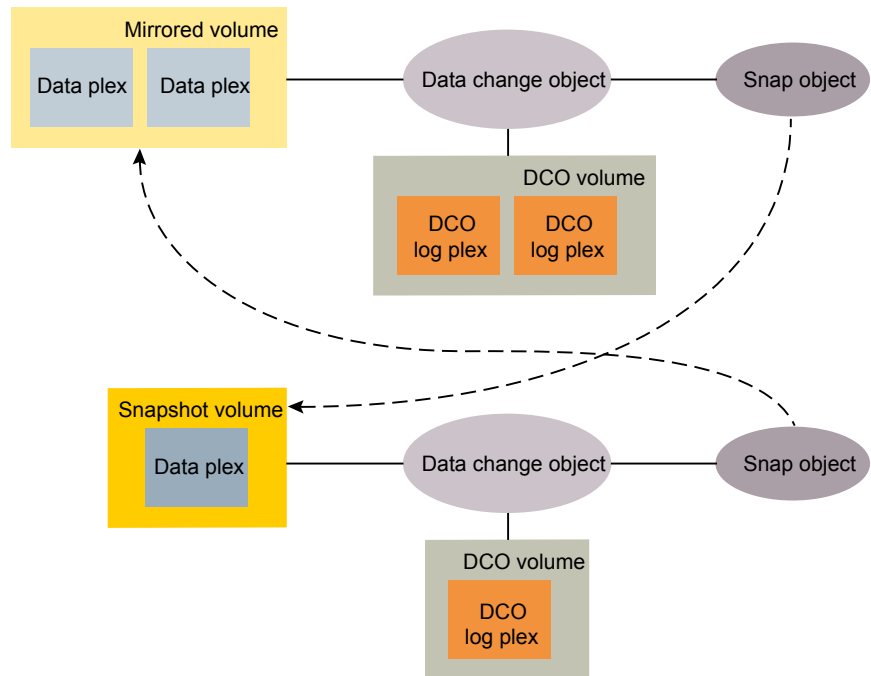 Mirrored volume
Data plex
Data plex
Data change object
Snap object
DCO volume
DCO
log plex
DCO
log plex
Snapshot volume
Data plex
Data change object
Snap object
DCO volume
DCO
log plex